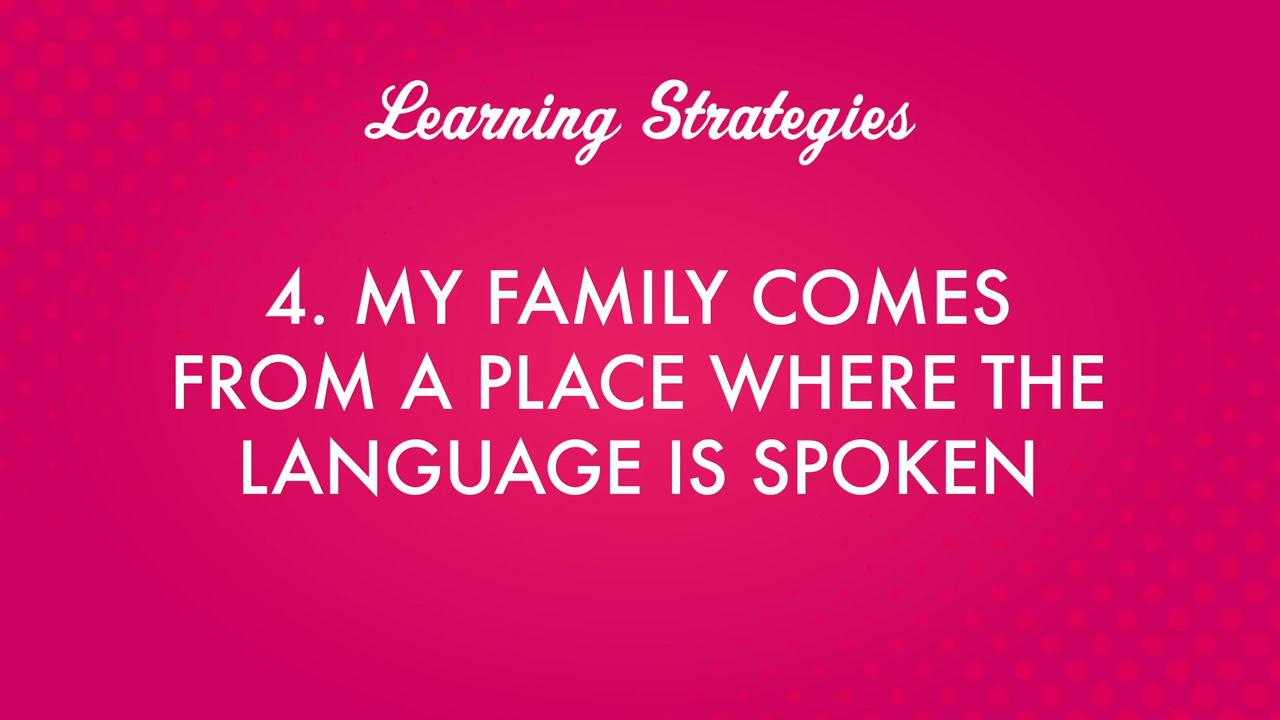 Learning Strategies
4. MY FAMILY COMES
FROM A PLACE WHERE THE
LANGUAGE IS SPOKEN